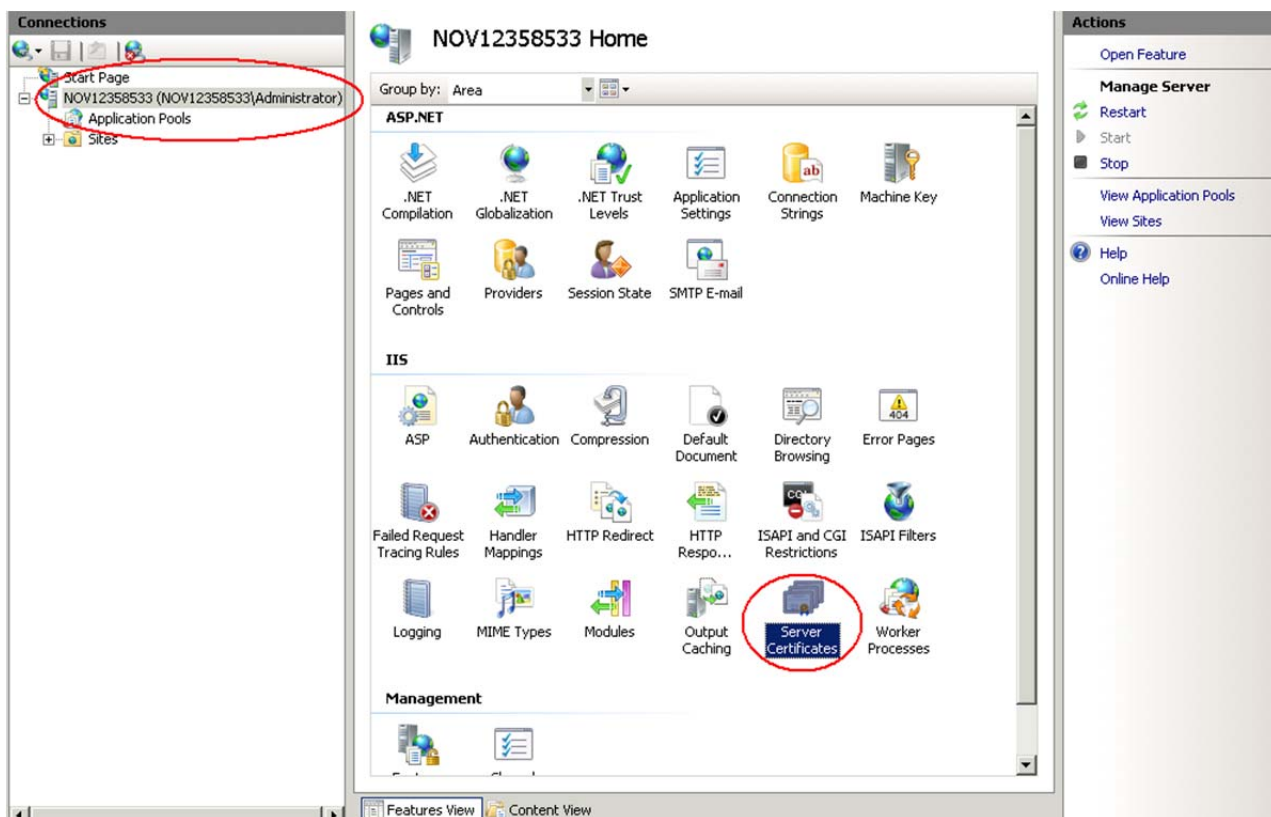 Connections
Start Page
NOV12358533 (NOV12358533\Administrator)
Application Pools
Sites
NOV12358533 Home
Group by: Area
ASP.NET
.NET Compilation
.NET Globalization
.NET Trust Levels
Application Settings
Connection Strings
Machine Key
Pages and Controls
Providers
Session State
SMTP E-mail
IIS
ASP
Authentication
Compression
Default Document
Directory Browsing
Error Pages
Failed Request Tracing Rules
Handler Mappings
HTTP Redirect
HTTP Respo...
ISAPI and CGI Restrictions
ISAPI Filters
Logging
MIME Types
Modules
Output Caching
Server Certificates
Worker Processes
Management
Features View
Content View
Actions
Open Feature
Manage Server
Restart
Start
Stop
View Application Pools
View Sites
Help
Online Help